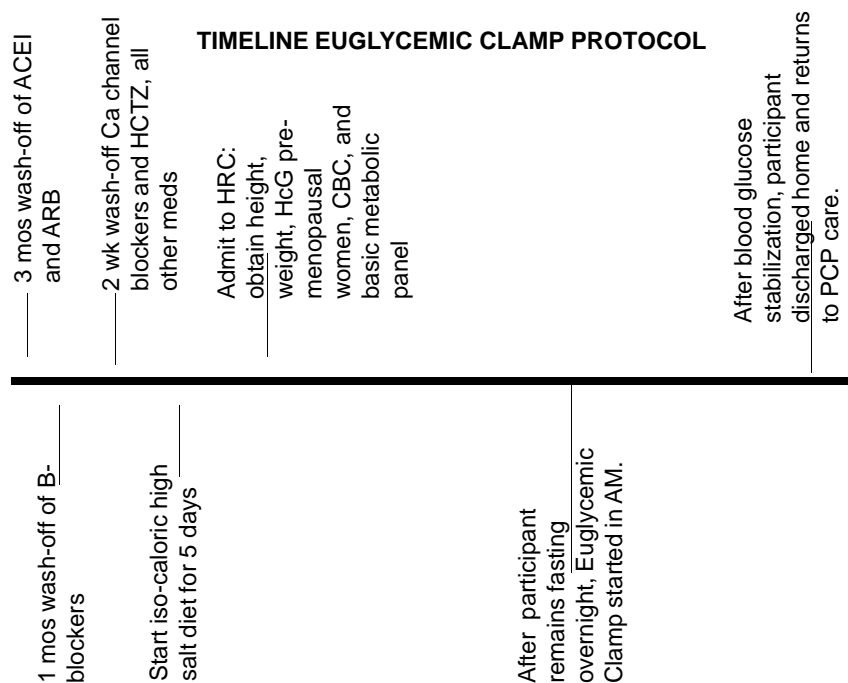 TIMELINE EUGLYCEMIC CLAMP PROTOCOL
3 mos wash-off of ACEI
and ARB
2 wk wash-off Ca channel
blockers and HCTZ, all
other meds
Admit to HRC:
obtain height,
weight, HcG pre-
menopausal
women, CBC, and
basic metabolic
panel
After blood glucose
stabilization, participant
discharged home and returns
to PCP care.
1 mos wash-off of B-
blockers
Start iso-caloric high
salt diet for 5 days
After participant
remains fasting
overnight, Euglycemic
Clamp started in AM.